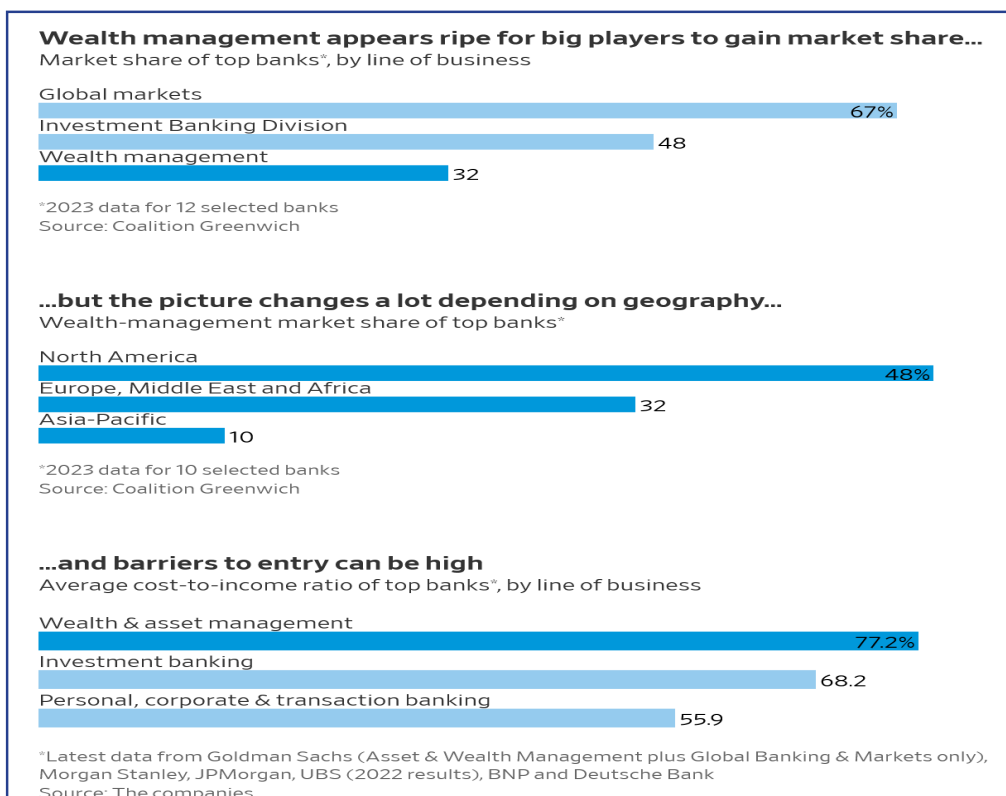 Wealth management appears ripe for big players to gain market share...
Market share of top banks*, by line of business
Global markets
67%
Investment Banking Division
48
Wealth management
32
*2023 data for 12 selected banks
Source: Coalition Greenwich
...but the picture changes a lot depending on geography...
Wealth-management market share of top banks*
North America
48%
Europe, Middle East and Africa
32
Asia-Pacific
10
*2023 data for 10 selected banks
Source: Coalition Greenwich
...and barriers to entry can be high
Average cost-to-income ratio of top banks*, by line of business
Wealth & asset management
77.2%
Investment banking
68.2
Personal, corporate & transaction banking
55.9
*Latest data from Goldman Sachs (Asset & Wealth Management plus Global Banking & Markets only),
Morgan Stanley, JPMorgan, UBS (2022 results), BNP and Deutsche Bank
Source: The companies